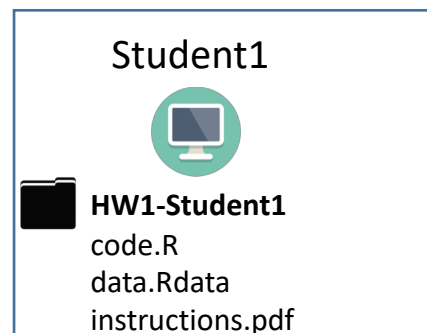 Student1
HW1-Student1
code.R
data.Rdata
instructions.pdf